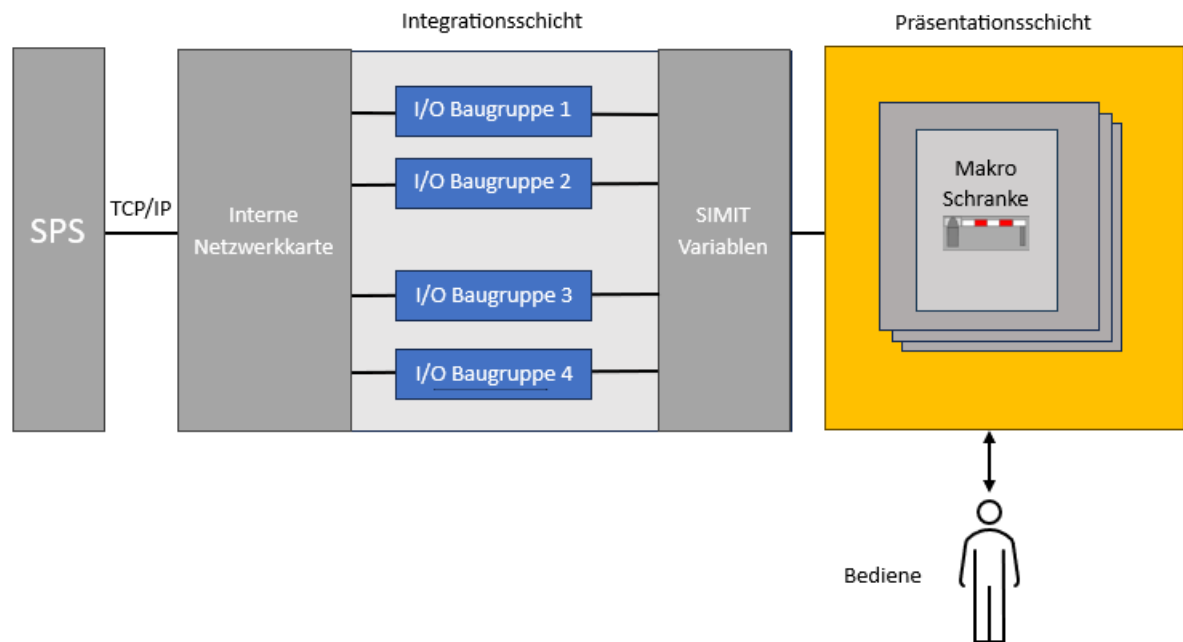 Integrationsschicht
Präsentationsschicht
SPS
TCP/IP
Interne
Netzwerkkarte
I/O Baugruppe 1
I/O Baugruppe 2
I/O Baugruppe 3
I/O Baugruppe 4
SIMIT
Variablen
Makro
Schranke
Bediene